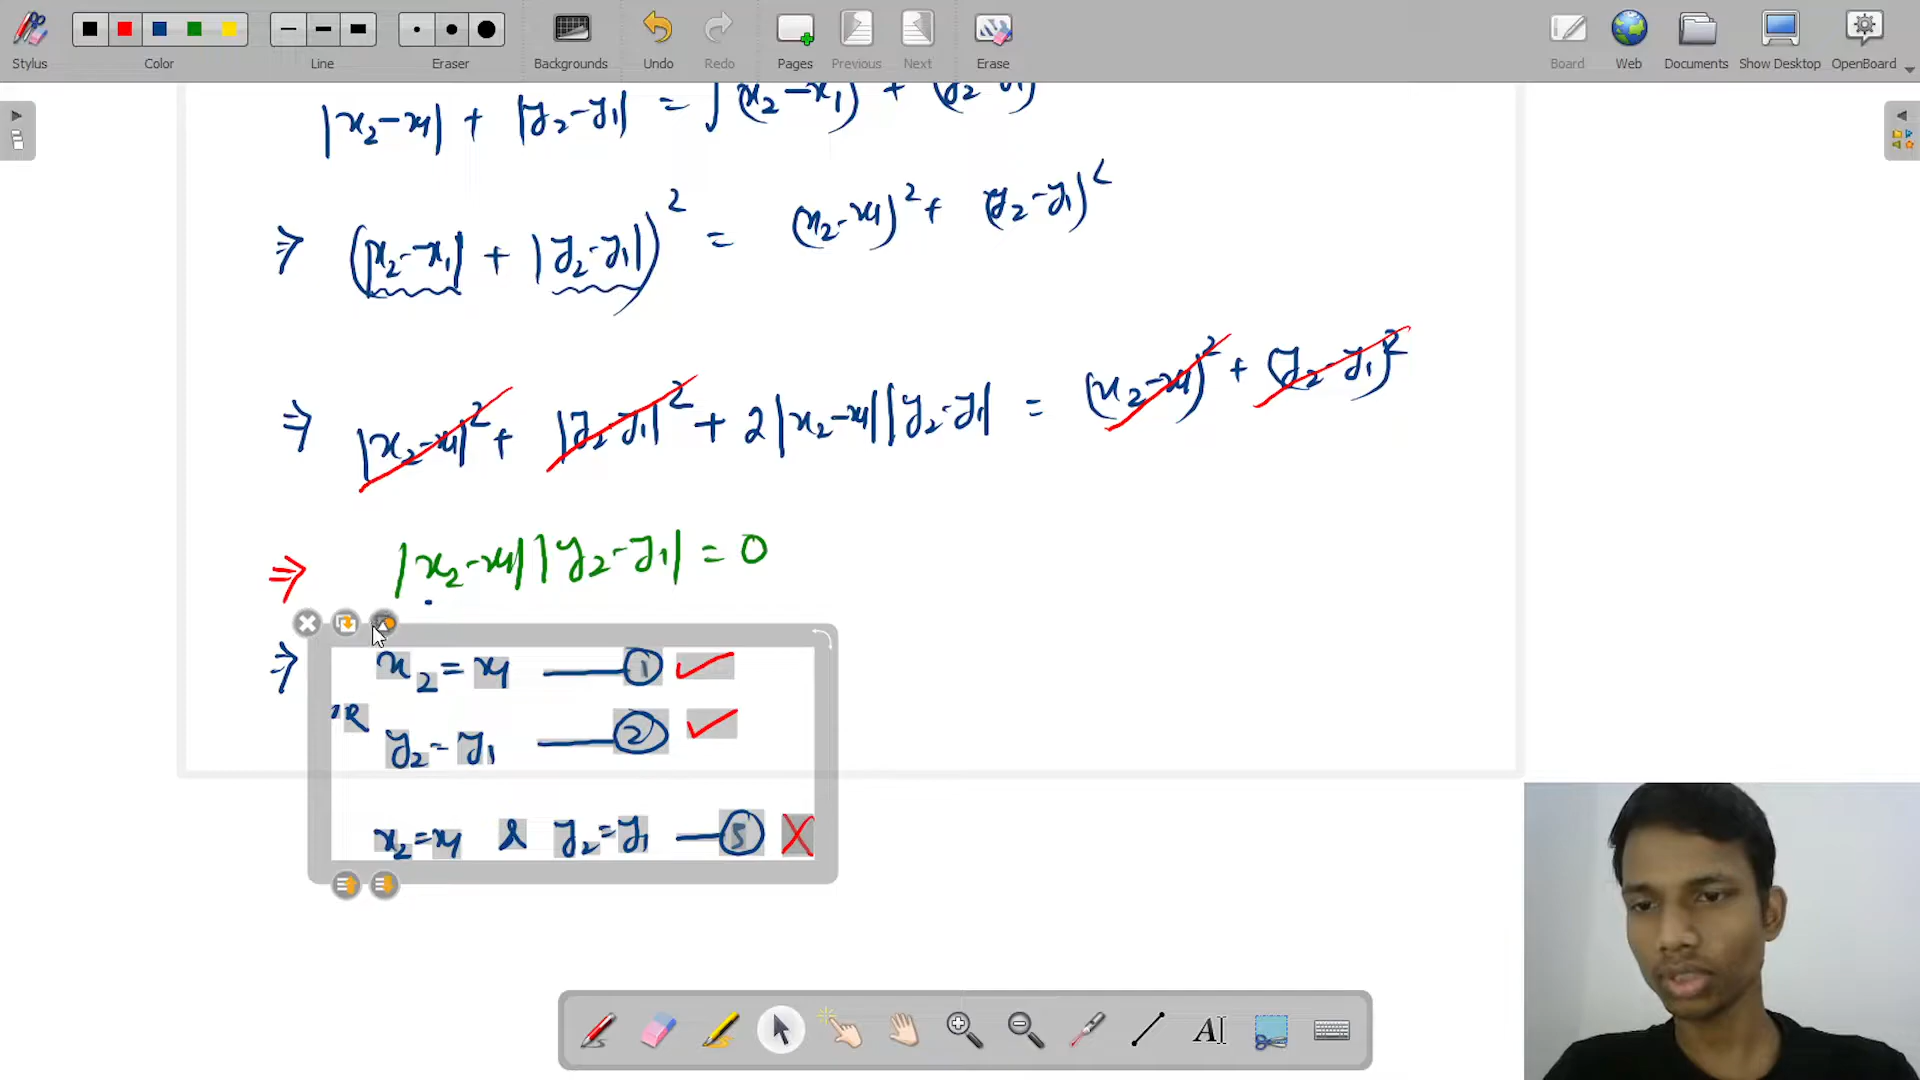 Stylus Color Line Eraser Backgrounds Undo Redo Pages Previous Next Erase Board Web Documents Show Desktop OpenBoard
|x₂-x₁| + |y₂-y₁| = √(x₂-x₁) + (y₂-y₁)
⇒ (|x₂-x₁| + |y₂-y₁|)² = (x₂-x₁)² + (y₂-y₁)²
⇒ |x₂-x₁|² + |y₂-y₁|² + 2|x₂-x₁||y₂-y₁| = (x₂-x₁)² + (y₂-y₁)²
⇒ |x₂-x₁||y₂-y₁| = 0
⇒ x₂ = x₁ — ① ✓
OR
y₂ = y₁ — ② ✓
x₂=x₁ & y₂=y₁ — ③ X